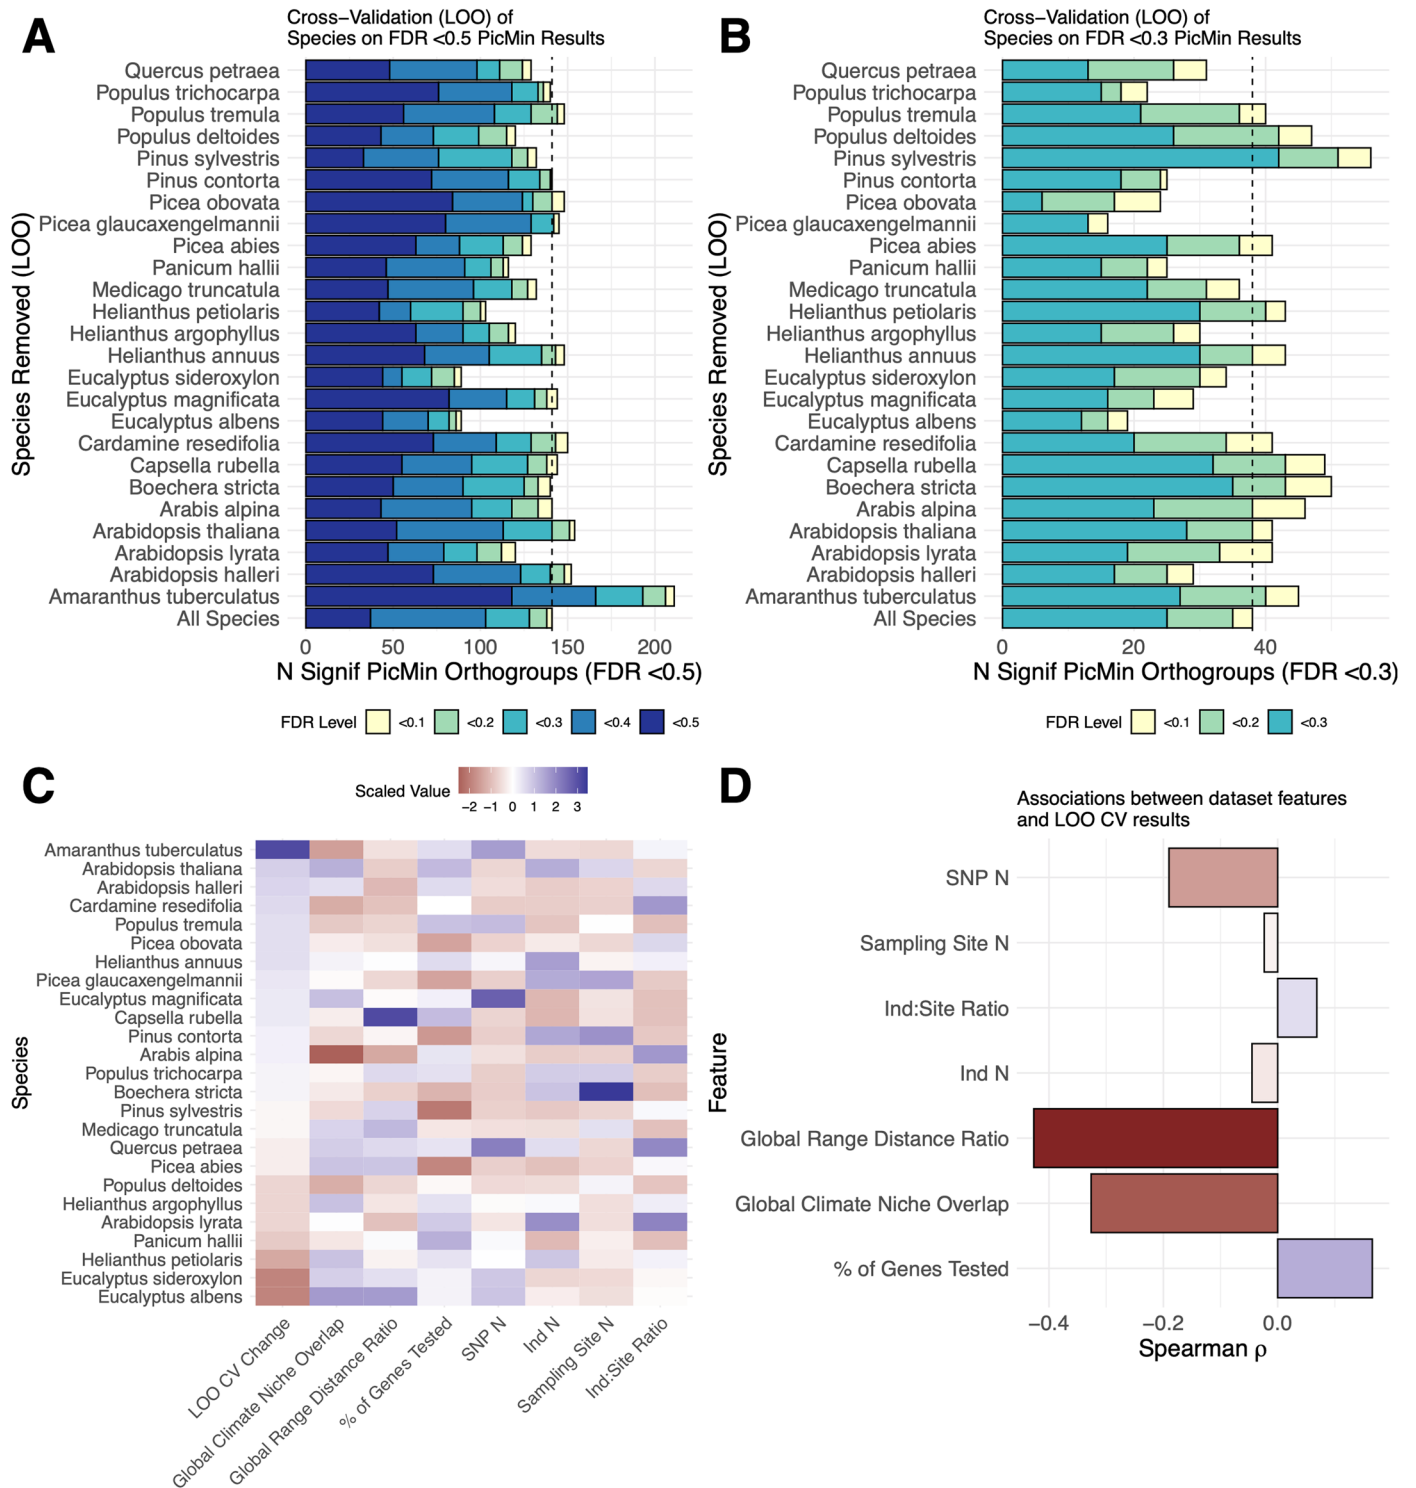 A
Cross−Validation (LOO) of
Species on FDR <0.5 PicMin Results
Species Removed (LOO)
Quercus petraea
Populus trichocarpa
Populus tremula
Populus deltoides
Pinus sylvestris
Pinus contorta
Picea obovata
Picea glaucaxengelmannii
Picea abies
Panicum hallii
Medicago truncatula
Helianthus petiolaris
Helianthus argophyllus
Helianthus annuus
Eucalyptus sideroxylon
Eucalyptus magnificata
Eucalyptus albens
Cardamine resedifolia
Capsella rubella
Boechera stricta
Arabis alpina
Arabidopsis thaliana
Arabidopsis lyrata
Arabidopsis halleri
Amaranthus tuberculatus
All Species
0 50 100 150 200
N Signif PicMin Orthogroups (FDR <0.5)
FDR Level <0.1 <0.2 <0.3 <0.4 <0.5
B
Cross−Validation (LOO) of
Species on FDR <0.3 PicMin Results
Species Removed (LOO)
Quercus petraea
Populus trichocarpa
Populus tremula
Populus deltoides
Pinus sylvestris
Pinus contorta
Picea obovata
Picea glaucaxengelmannii
Picea abies
Panicum hallii
Medicago truncatula
Helianthus petiolaris
Helianthus argophyllus
Helianthus annuus
Eucalyptus sideroxylon
Eucalyptus magnificata
Eucalyptus albens
Cardamine resedifolia
Capsella rubella
Boechera stricta
Arabis alpina
Arabidopsis thaliana
Arabidopsis lyrata
Arabidopsis halleri
Amaranthus tuberculatus
All Species
0 20 40
N Signif PicMin Orthogroups (FDR <0.3)
FDR Level <0.1 <0.2 <0.3
C
Scaled Value
−2 −1 0 1 2 3
Species
Amaranthus tuberculatus
Arabidopsis thaliana
Arabidopsis halleri
Cardamine resedifolia
Populus tremula
Picea obovata
Helianthus annuus
Picea glaucaxengelmannii
Eucalyptus magnificata
Capsella rubella
Pinus contorta
Arabis alpina
Populus trichocarpa
Boechera stricta
Pinus sylvestris
Medicago truncatula
Quercus petraea
Picea abies
Populus deltoides
Helianthus argophyllus
Arabidopsis lyrata
Panicum hallii
Helianthus petiolaris
Eucalyptus sideroxylon
Eucalyptus albens
LOO CV Change
Global Climate Niche Overlap
Global Range Distance Ratio
% of Genes Tested
SNP N
Ind N
Sampling Site N
Ind:Site Ratio
D
Associations between dataset features
and LOO CV results
Feature
SNP N
Sampling Site N
Ind:Site Ratio
Ind N
Global Range Distance Ratio
Global Climate Niche Overlap
% of Genes Tested
−0.4 −0.2 0.0
Spearman ρ